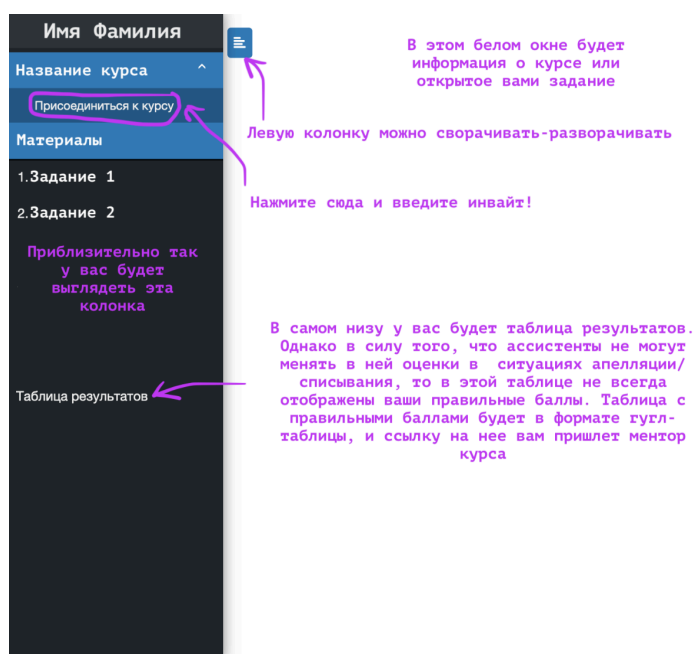 Имя Фамилия
Название курса
Присоединиться к курсу
Материалы
1.Задание 1
2.Задание 2
Приблизительно так
у вас будет
выглядеть эта
колонка
Таблица результатов
В этом белом окне будет
информация о курсе или
открытое вами задание
Левую колонку можно сворачивать-разворачивать
Нажмите сюда и введите инвайт!
В самом низу у вас будет таблица результатов.
Однако в силу того, что ассистенты не могут
менять в ней оценки в ситуациях апелляции/
списывания, то в этой таблице не всегда
отображены ваши правильные баллы. Таблица с
правильными баллами будет в формате гугл-
таблицы, и ссылку на нее вам пришлет ментор
курса